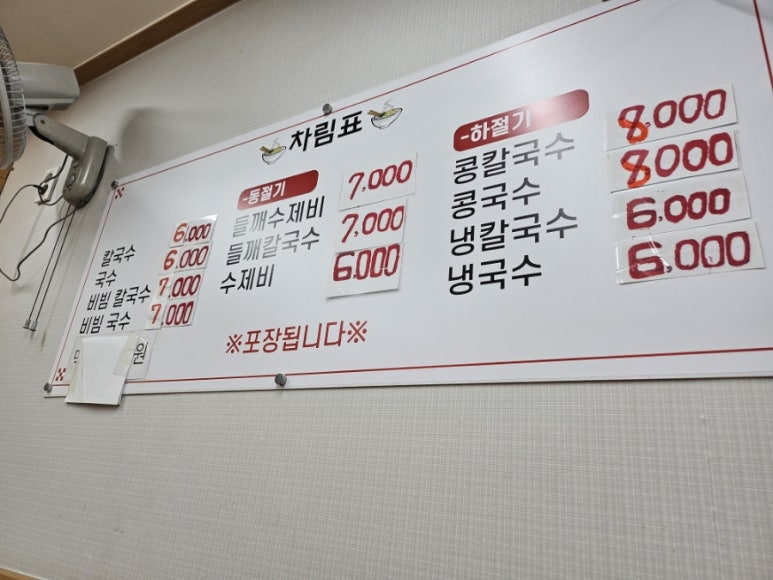 차림표
칼국수 6,000
국수 6,000
비빔 칼국수 7,000
비빔 국수 7,000
원
-동절기
들깨수제비 7,000
들깨칼국수 7,000
수제비 6,000
-하절기
콩칼국수 8,000
콩국수 8,000
냉칼국수 6,000
냉국수 6,000
※포장됩니다※